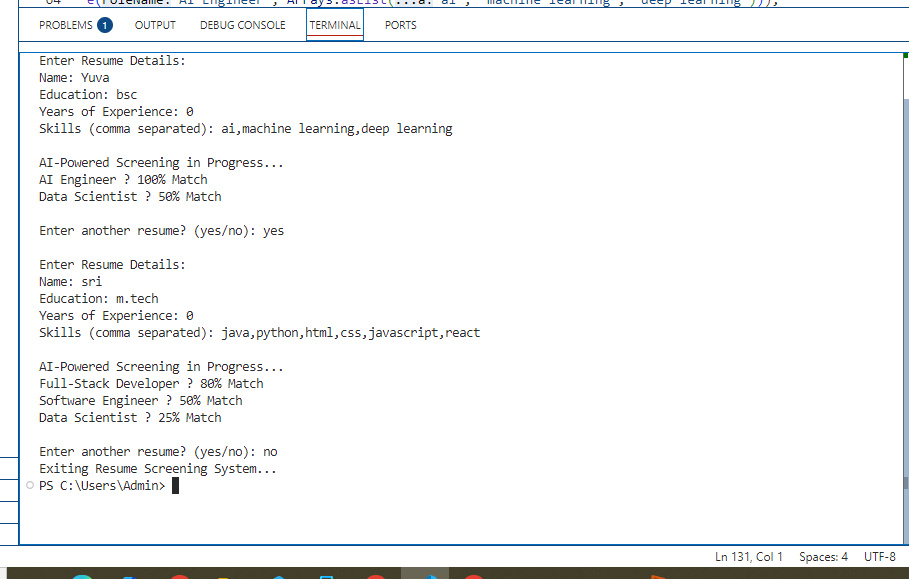 64 e(roleName: "AI Engineer", Arrays.asList(...a: "ai", "machine learning", "deep learning")));
PROBLEMS 1 OUTPUT DEBUG CONSOLE TERMINAL PORTS
Enter Resume Details:
Name: Yuva
Education: bsc
Years of Experience: 0
Skills (comma separated): ai,machine learning,deep learning
AI-Powered Screening in Progress...
AI Engineer ? 100% Match
Data Scientist ? 50% Match
Enter another resume? (yes/no): yes
Enter Resume Details:
Name: sri
Education: m.tech
Years of Experience: 0
Skills (comma separated): java,python,html,css,javascript,react
AI-Powered Screening in Progress...
Full-Stack Developer ? 80% Match
Software Engineer ? 50% Match
Data Scientist ? 25% Match
Enter another resume? (yes/no): no
Exiting Resume Screening System...
PS C:\Users\Admin>
Ln 131, Col 1 Spaces: 4 UTF-8